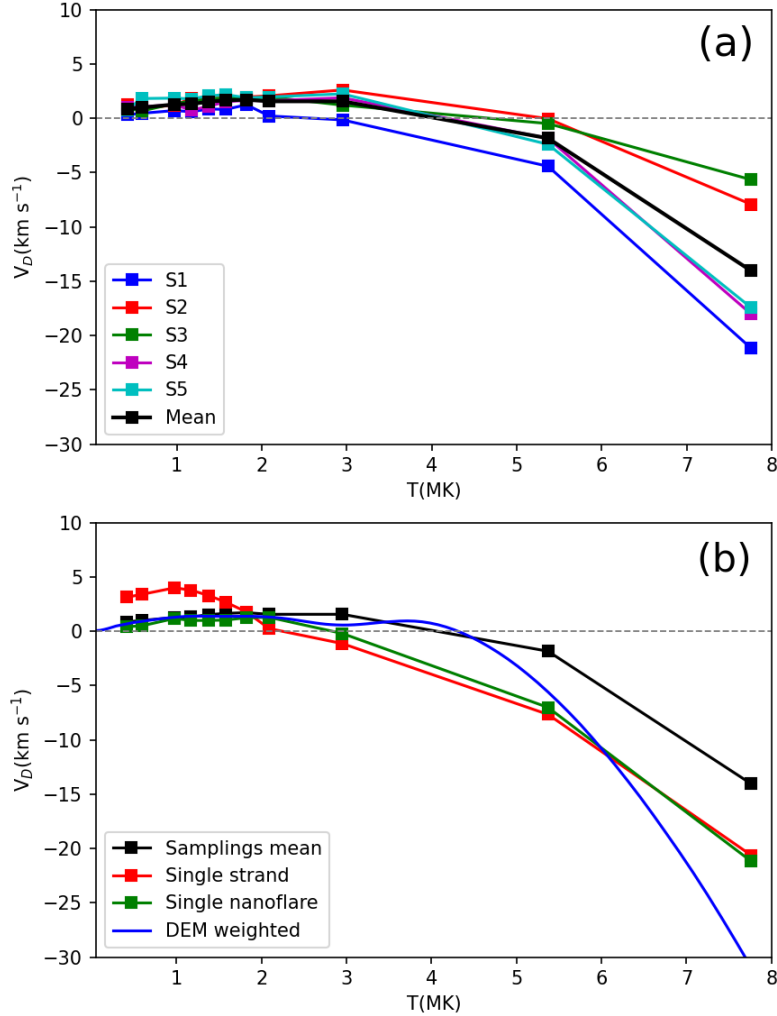 (a)
10
5
0
−5
−10
−15
−20
−25
−30
V_D(km s⁻¹)
S1
S2
S3
S4
S5
Mean
1 2 3 4 5 6 7 8
T(MK)
(b)
10
5
0
−5
−10
−15
−20
−25
−30
V_D(km s⁻¹)
Samplings mean
Single strand
Single nanoflare
DEM weighted
1 2 3 4 5 6 7 8
T(MK)